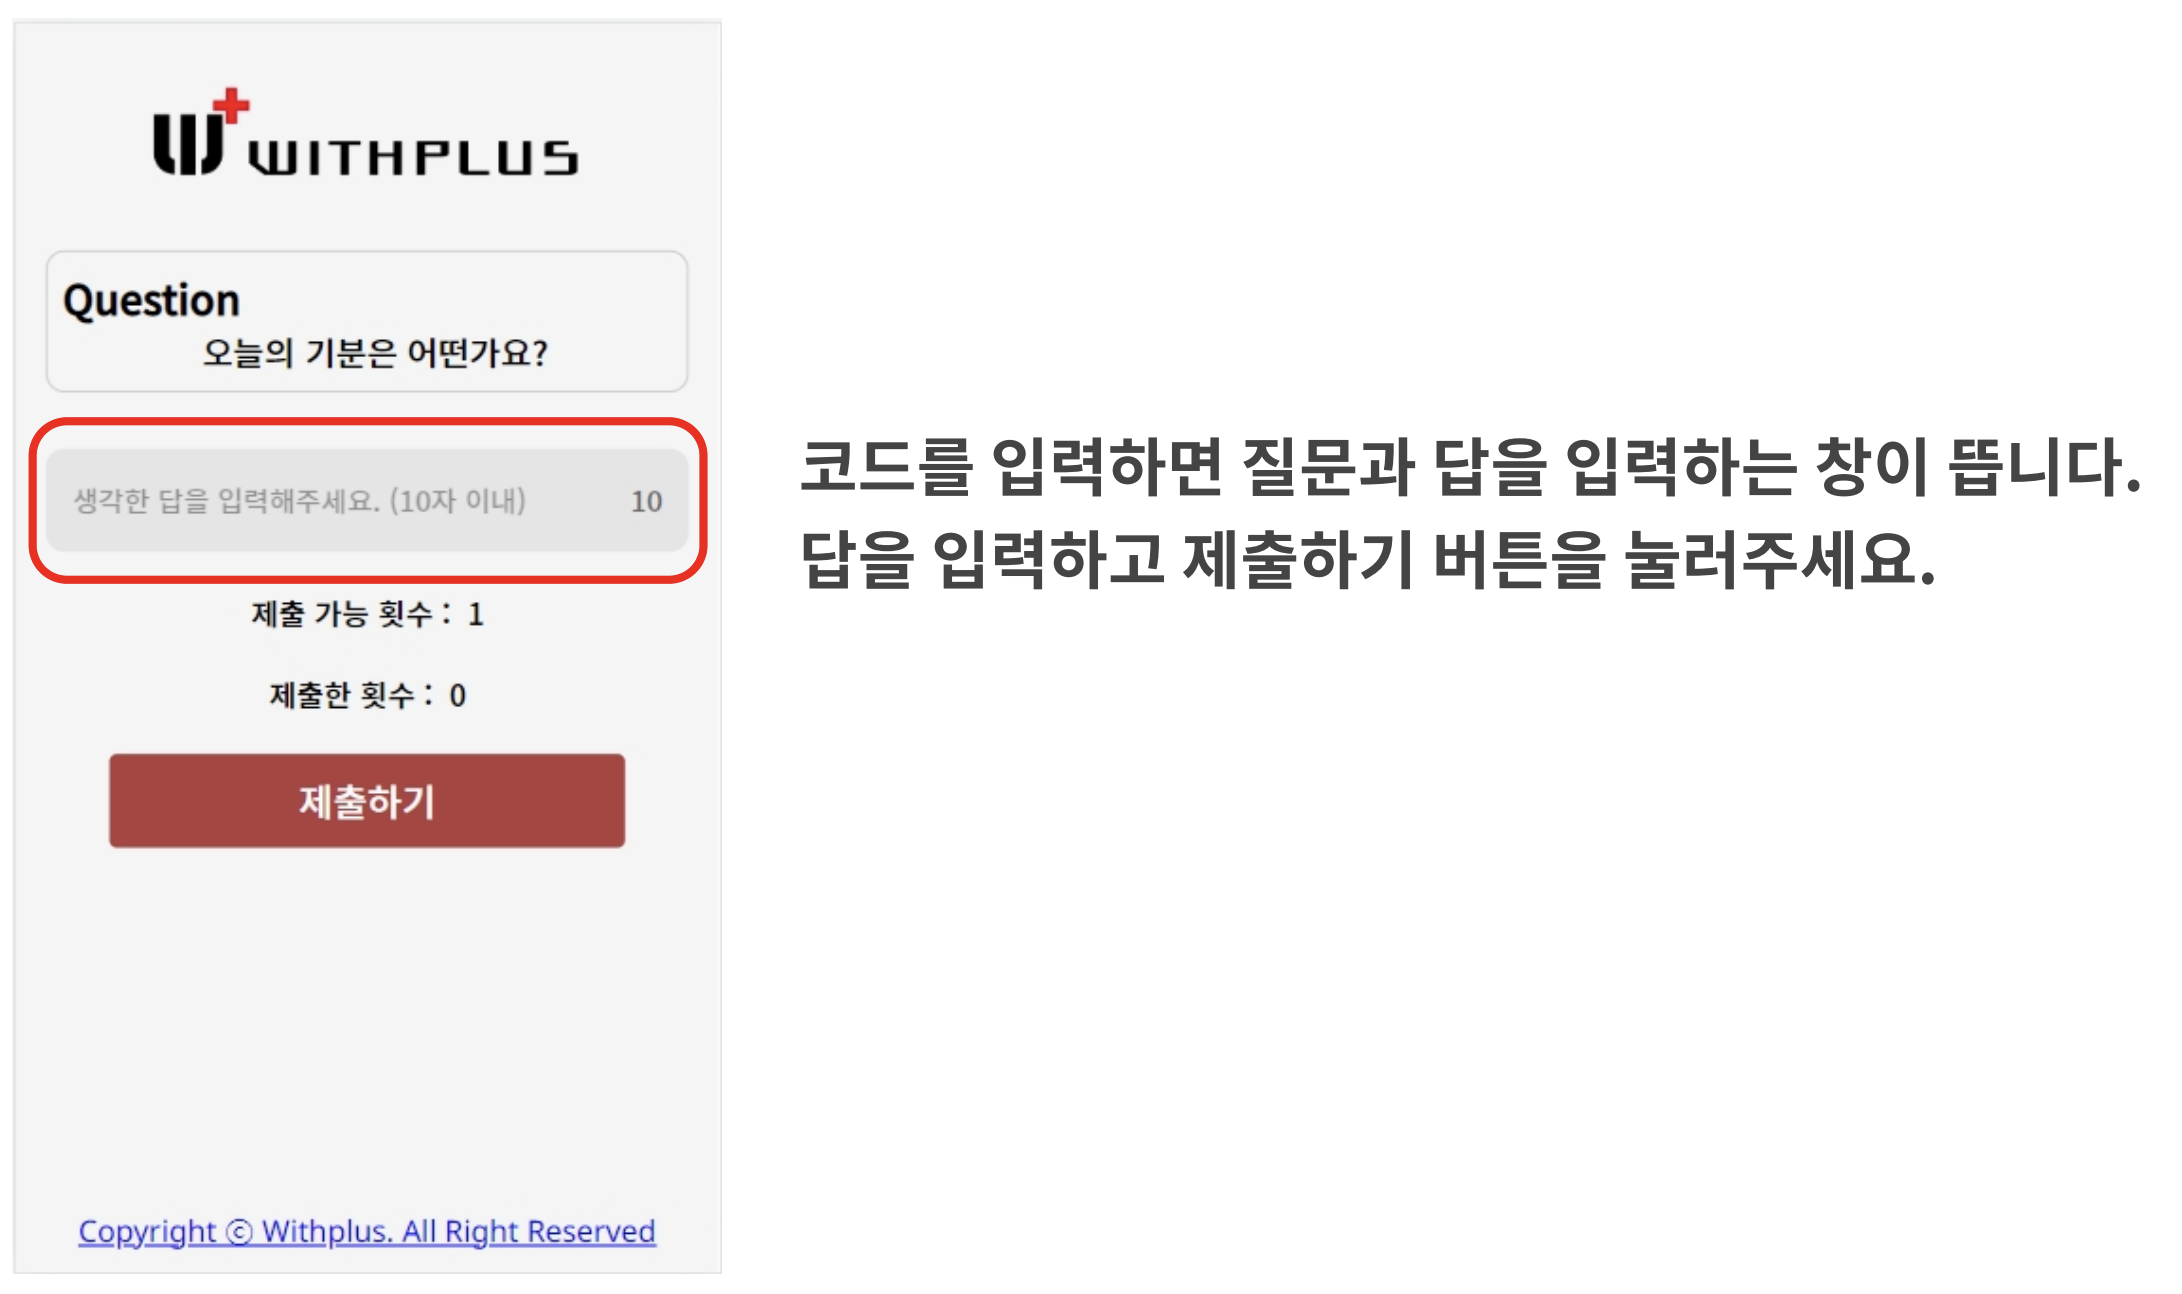 WITHPLUS
Question
오늘의 기분은 어떤가요?
생각한 답을 입력해주세요. (10자 이내) 10
제출 가능 횟수 : 1
제출한 횟수 : 0
제출하기
Copyright ⓒ Withplus. All Right Reserved
코드를 입력하면 질문과 답을 입력하는 창이 뜹니다.
답을 입력하고 제출하기 버튼을 눌러주세요.